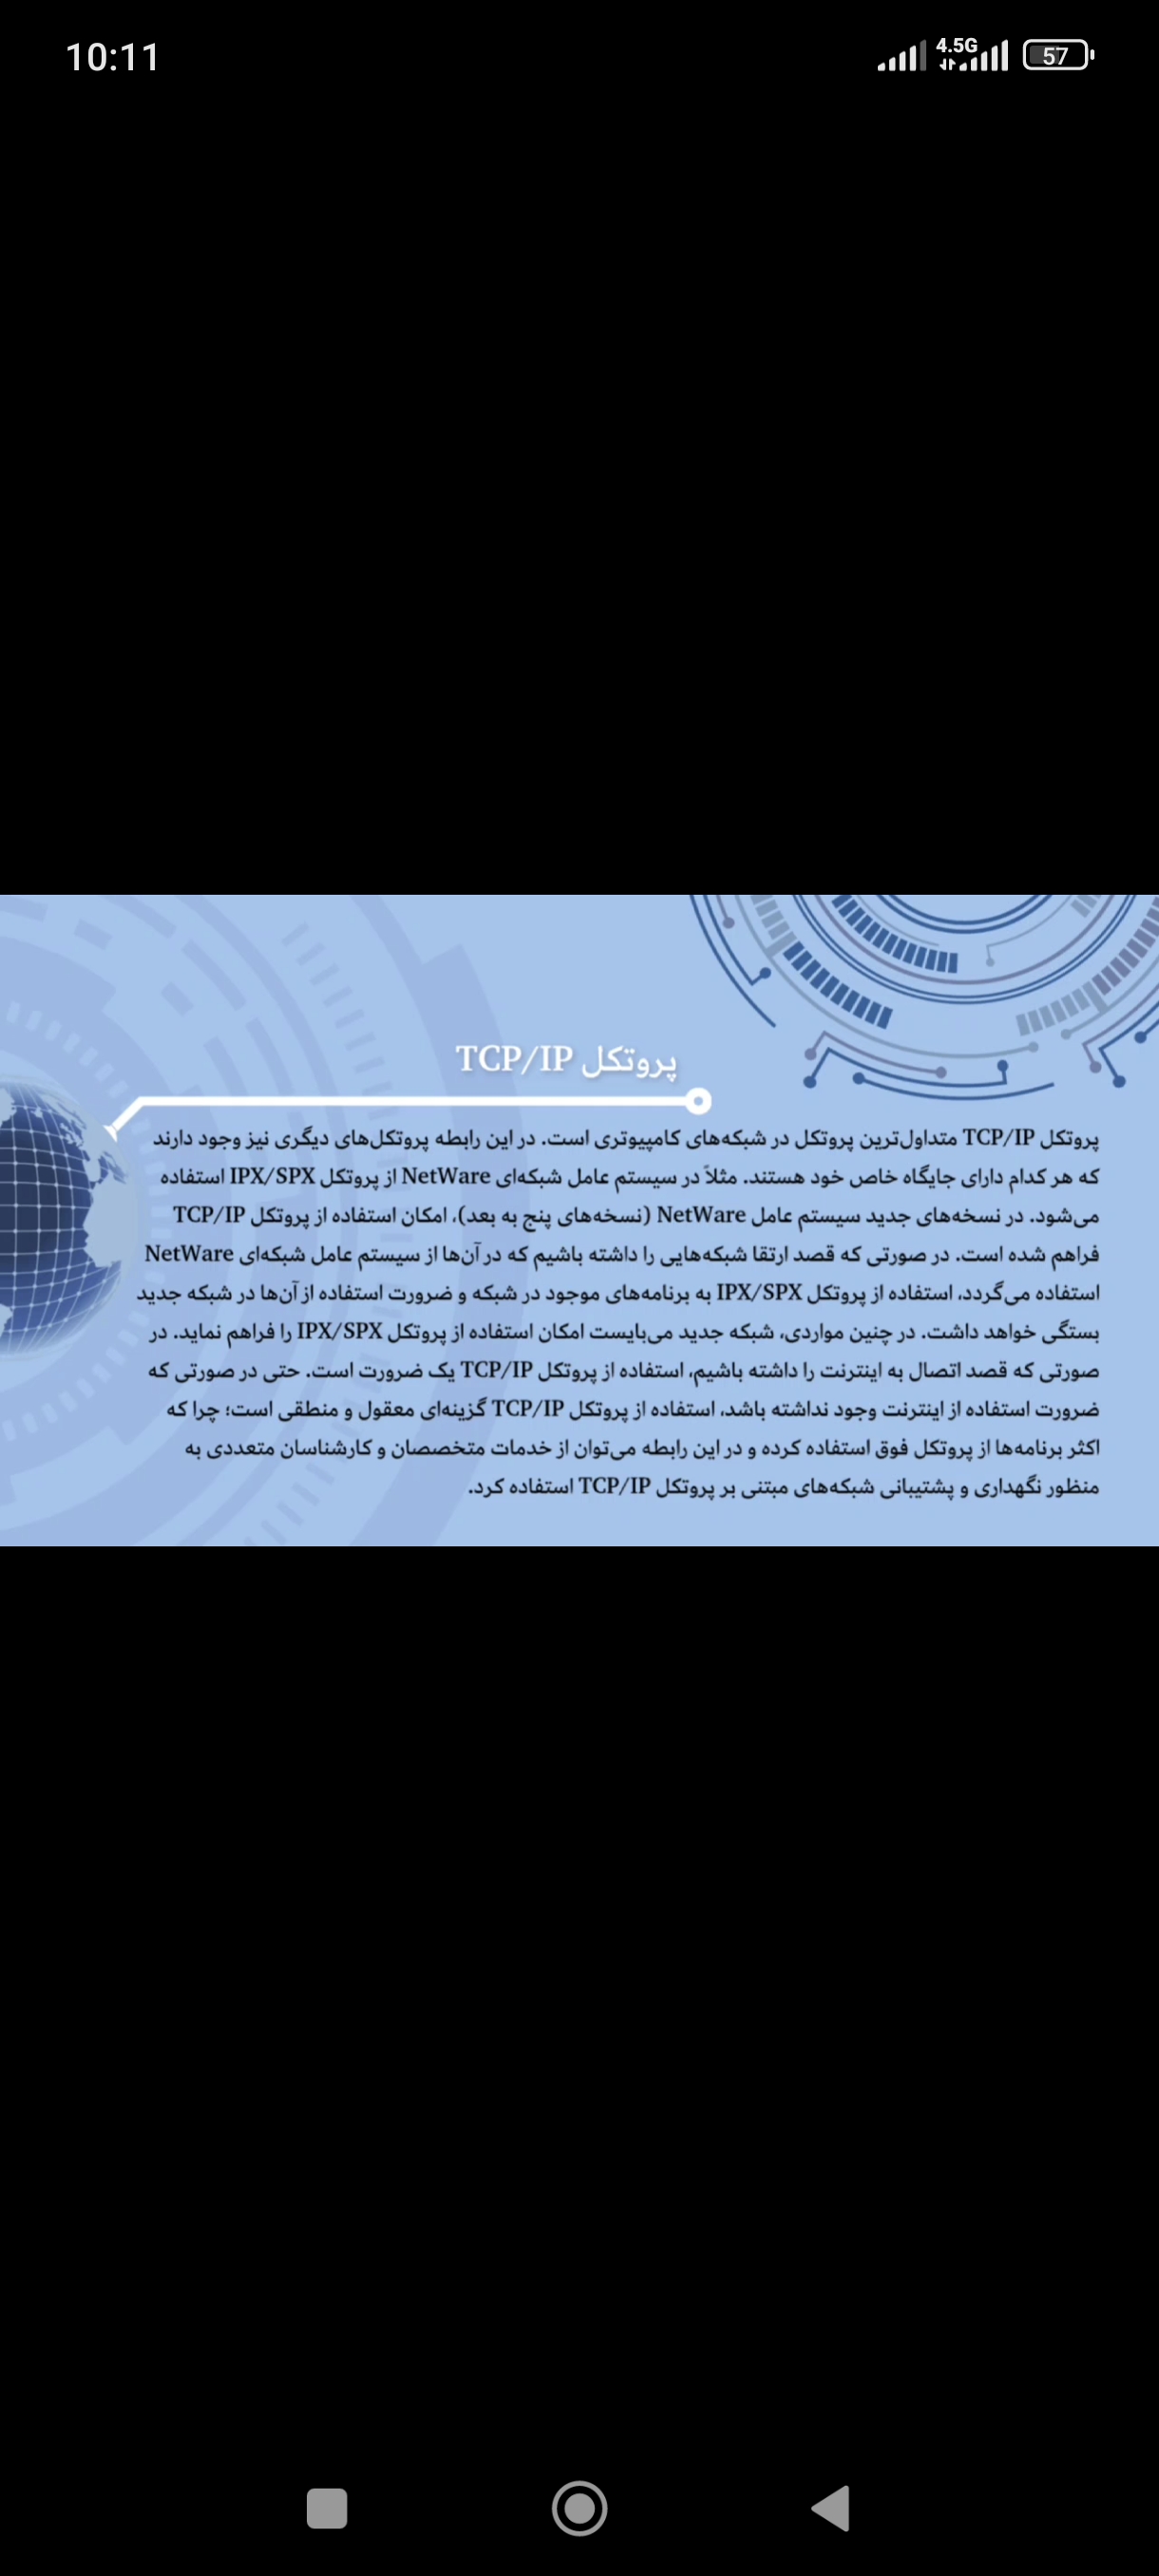 10:11
4.5G
57
پروتکل TCP/IP
پروتکل TCP/IP متداول‌ترین پروتکل در شبکه‌های کامپیوتری است. در این رابطه پروتکل‌های دیگری نیز وجود دارند
که هر کدام دارای جایگاه خاص خود هستند. مثلاً در سیستم عامل شبکه‌ای NetWare از پروتکل IPX/SPX استفاده
می‌شود. در نسخه‌های جدید سیستم عامل NetWare (نسخه‌های پنج به بعد)، امکان استفاده از پروتکل TCP/IP
فراهم شده است. در صورتی که قصد ارتقا شبکه‌هایی را داشته باشیم که در آن‌ها از سیستم عامل شبکه‌ای NetWare
استفاده می‌گردد، استفاده از پروتکل IPX/SPX به برنامه‌های موجود در شبکه و ضرورت استفاده از آن‌ها در شبکه جدید
بستگی خواهد داشت. در چنین مواردی، شبکه جدید می‌بایست امکان استفاده از پروتکل IPX/SPX را فراهم نماید. در
صورتی که قصد اتصال به اینترنت را داشته باشیم، استفاده از پروتکل TCP/IP یک ضرورت است. حتی در صورتی که
ضرورت استفاده از اینترنت وجود نداشته باشد، استفاده از پروتکل TCP/IP گزینه‌ای معقول و منطقی است؛ چرا که
اکثر برنامه‌ها از پروتکل فوق استفاده کرده و در این رابطه می‌توان از خدمات متخصصان و کارشناسان متعددی به
منظور نگهداری و پشتیبانی شبکه‌های مبتنی بر پروتکل TCP/IP استفاده کرد.